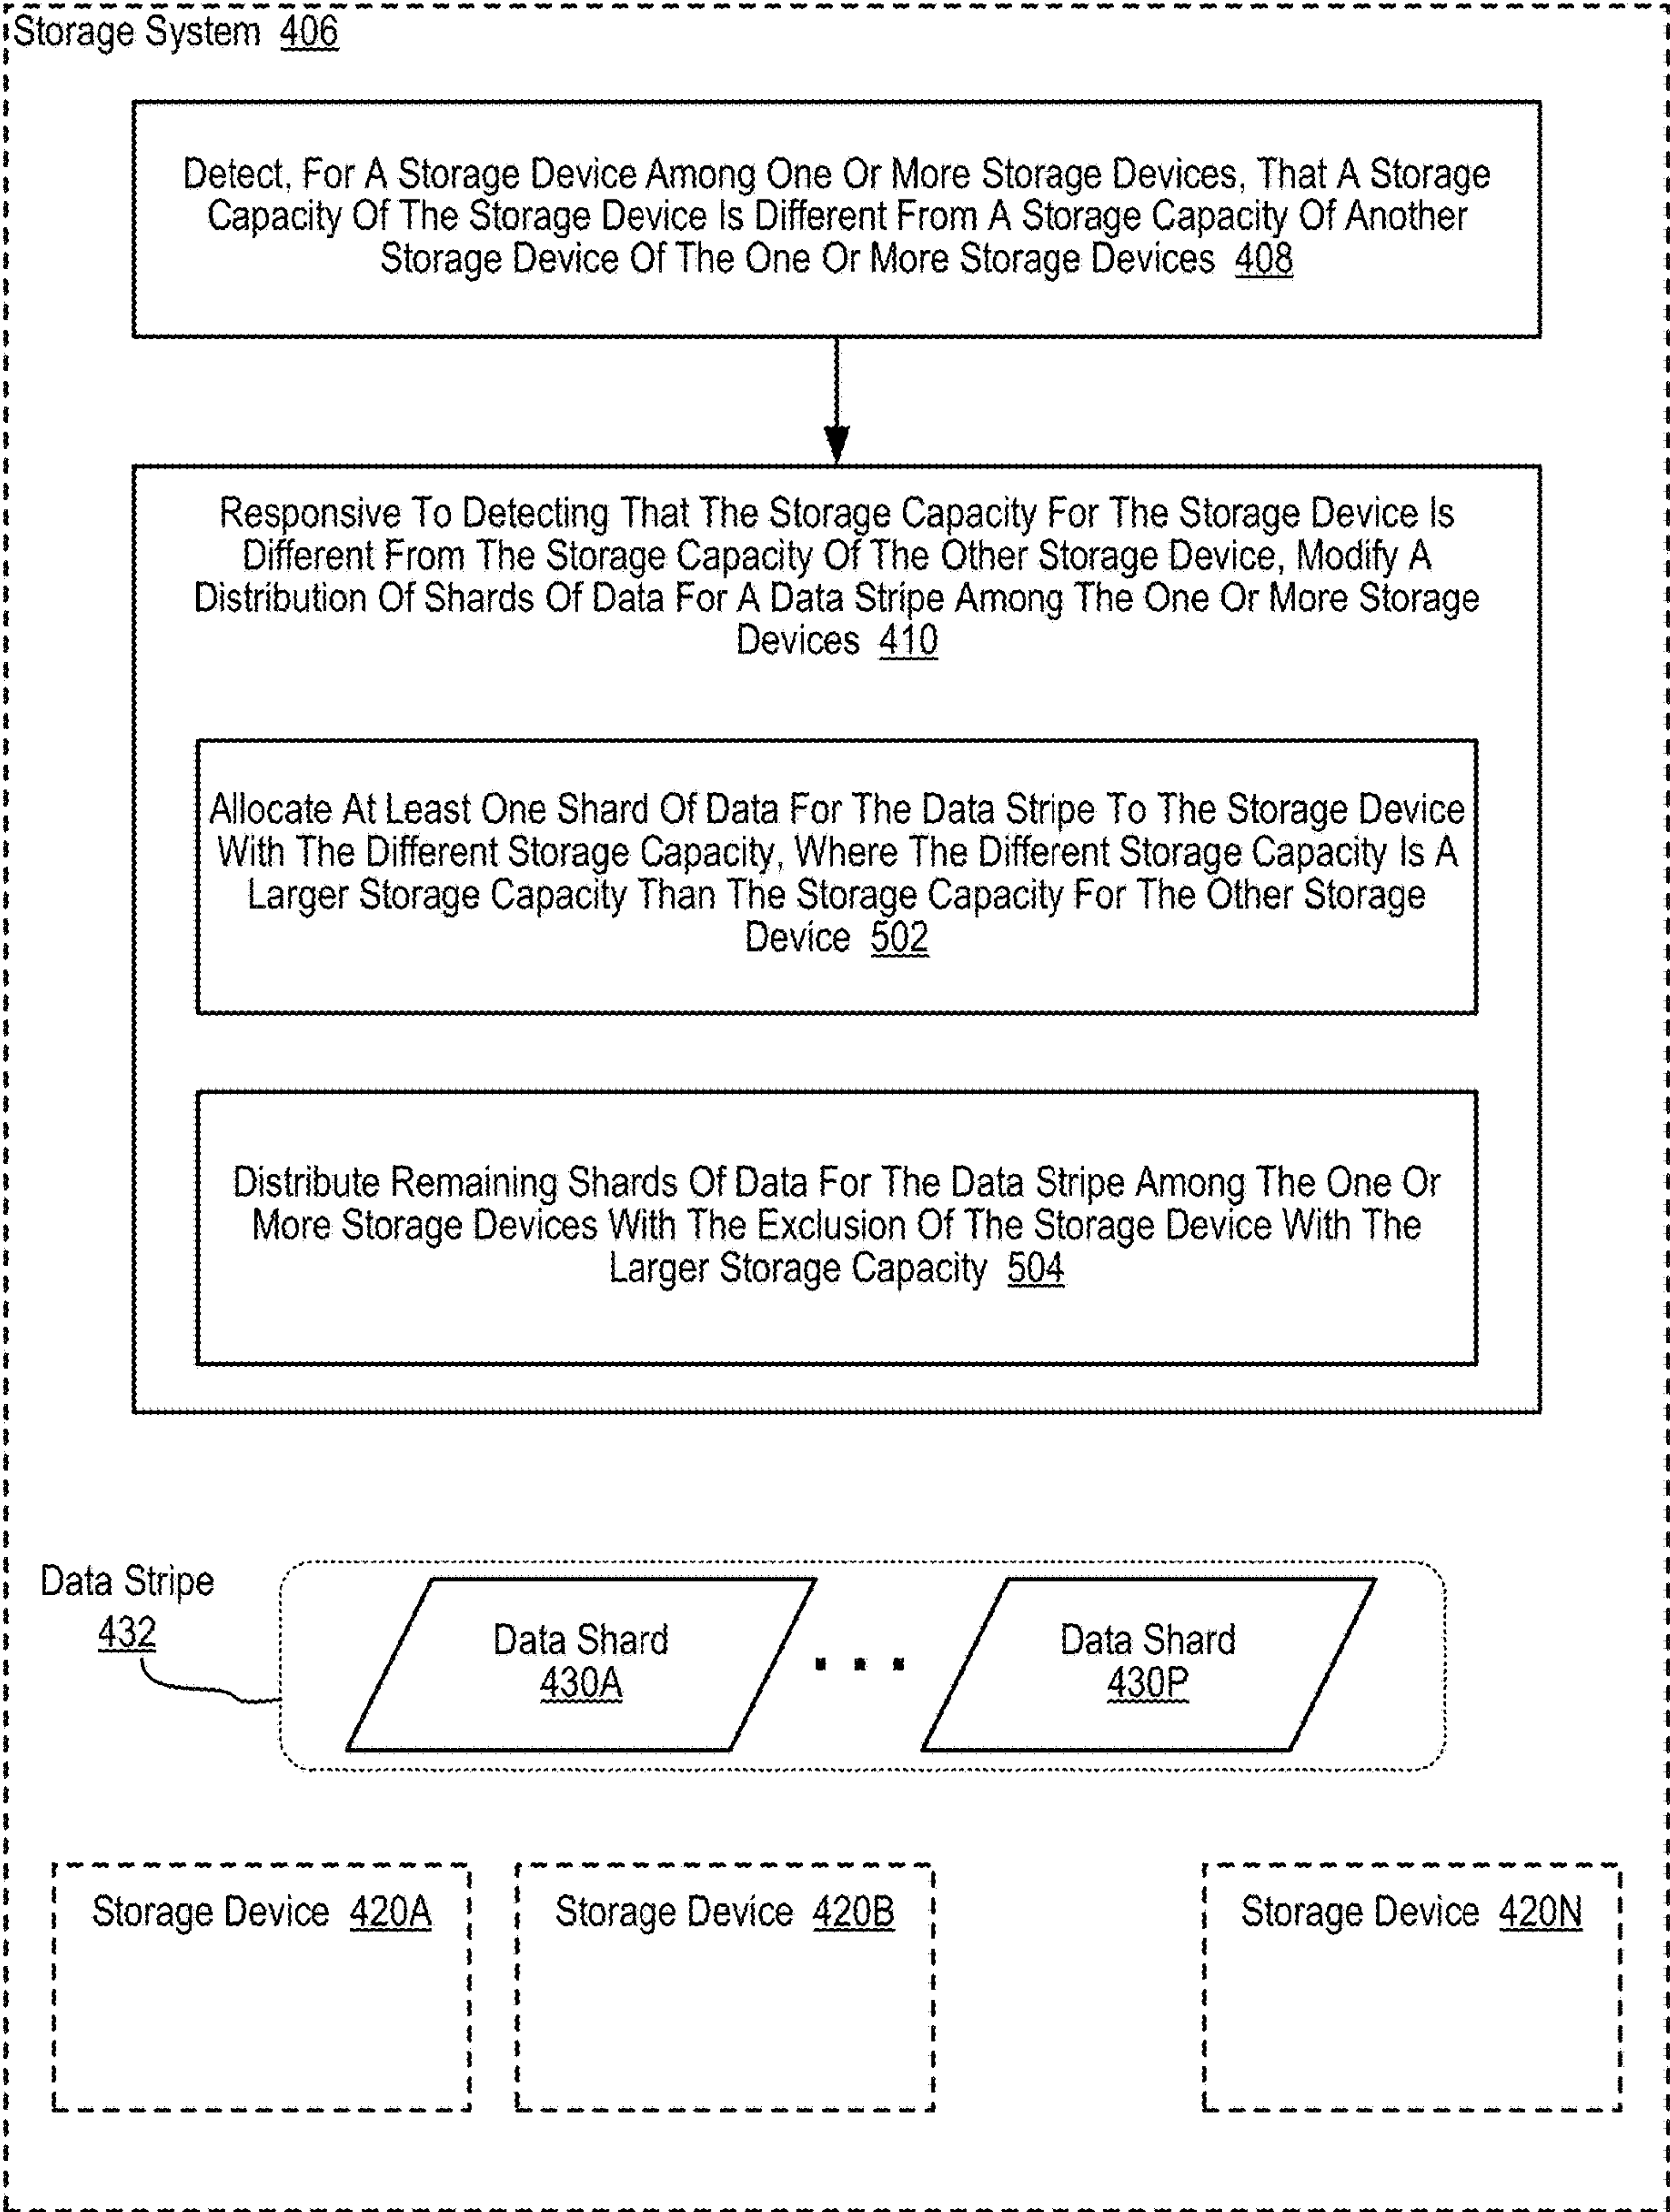 Storage System 406
Detect, For A Storage Device Among One Or More Storage Devices, That A Storage
Capacity Of The Storage Device Is Different From A Storage Capacity Of Another
Storage Device Of The One Or More Storage Devices 408
Responsive To Detecting That The Storage Capacity For The Storage Device Is
Different From The Storage Capacity Of The Other Storage Device, Modify A
Distribution Of Shards Of Data For A Data Stripe Among The One Or More Storage
Devices 410
Allocate At Least One Shard Of Data For The Data Stripe To The Storage Device
With The Different Storage Capacity, Where The Different Storage Capacity Is A
Larger Storage Capacity Than The Storage Capacity For The Other Storage
Device 502
Distribute Remaining Shards Of Data For The Data Stripe Among The One Or
More Storage Devices With The Exclusion Of The Storage Device With The
Larger Storage Capacity 504
Data Stripe
432
Data Shard
430A
Data Shard
430P
Storage Device 420A
Storage Device 420B
Storage Device 420N